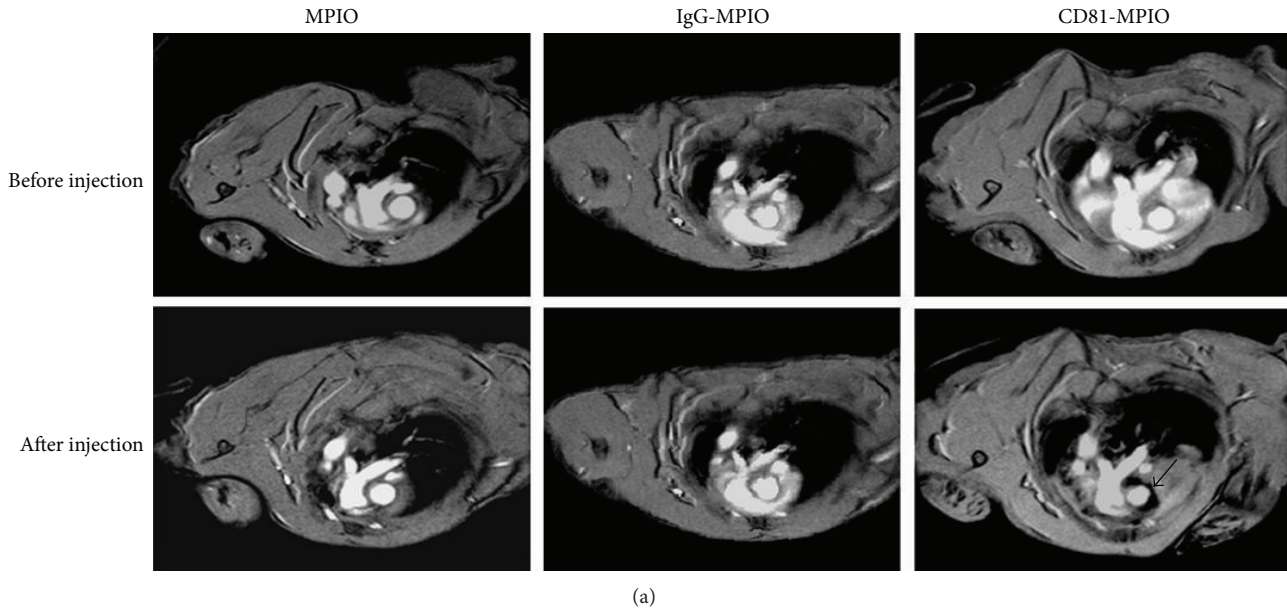 MPIO
IgG-MPIO
CD81-MPIO
Before injection
After injection
(a)